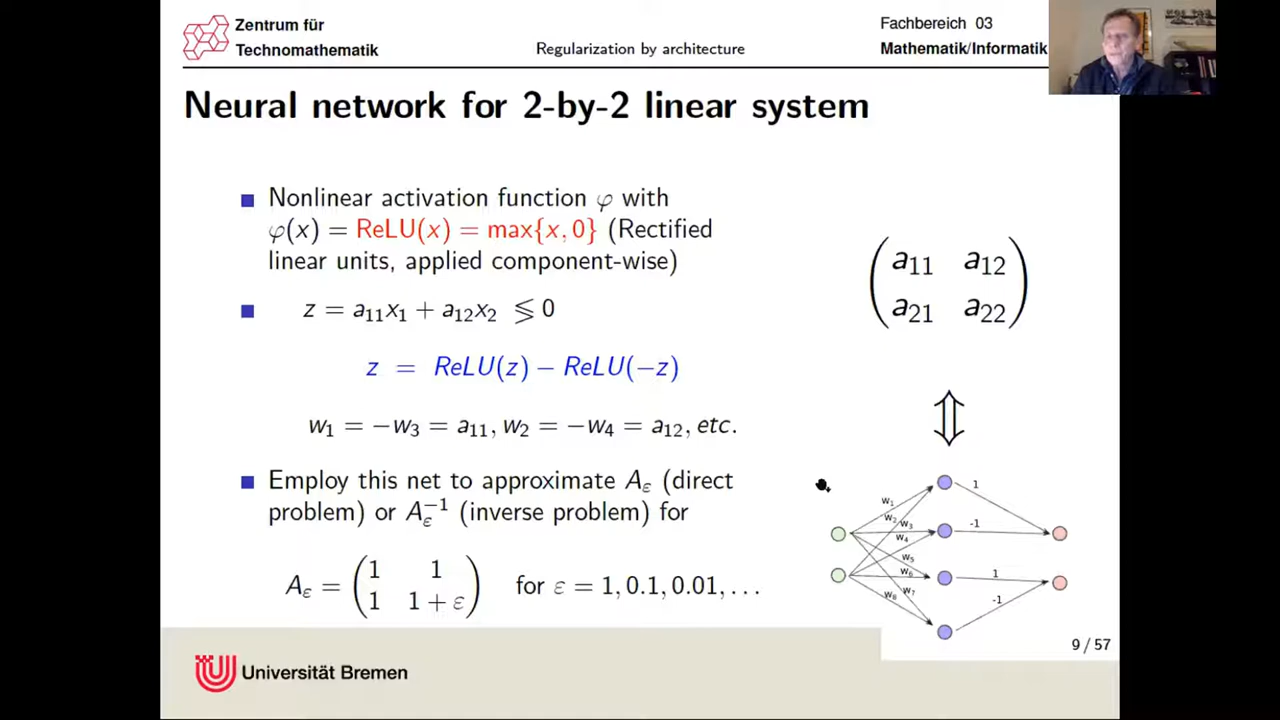 Zentrum für
Technomathematik
Regularization by architecture
Fachbereich 03
Mathematik/Informatik
Neural network for 2-by-2 linear system
Nonlinear activation function φ with
φ(x) = ReLU(x) = max{x, 0} (Rectified
linear units, applied component-wise)
z = a₁₁x₁ + a₁₂x₂ ≶ 0
z = ReLU(z) − ReLU(−z)
w₁ = −w₃ = a₁₁, w₂ = −w₄ = a₁₂, etc.
Employ this net to approximate A_ε (direct
problem) or A_ε⁻¹ (inverse problem) for
A_ε = (1 1
1 1 + ε) for ε = 1, 0.1, 0.01, . . .
a₁₁ a₁₂
a₂₁ a₂₂
⇕
w₁
w₂
w₃
w₄
w₅
w₆
w₇
w₈
1
-1
1
-1
9 / 57
Universität Bremen